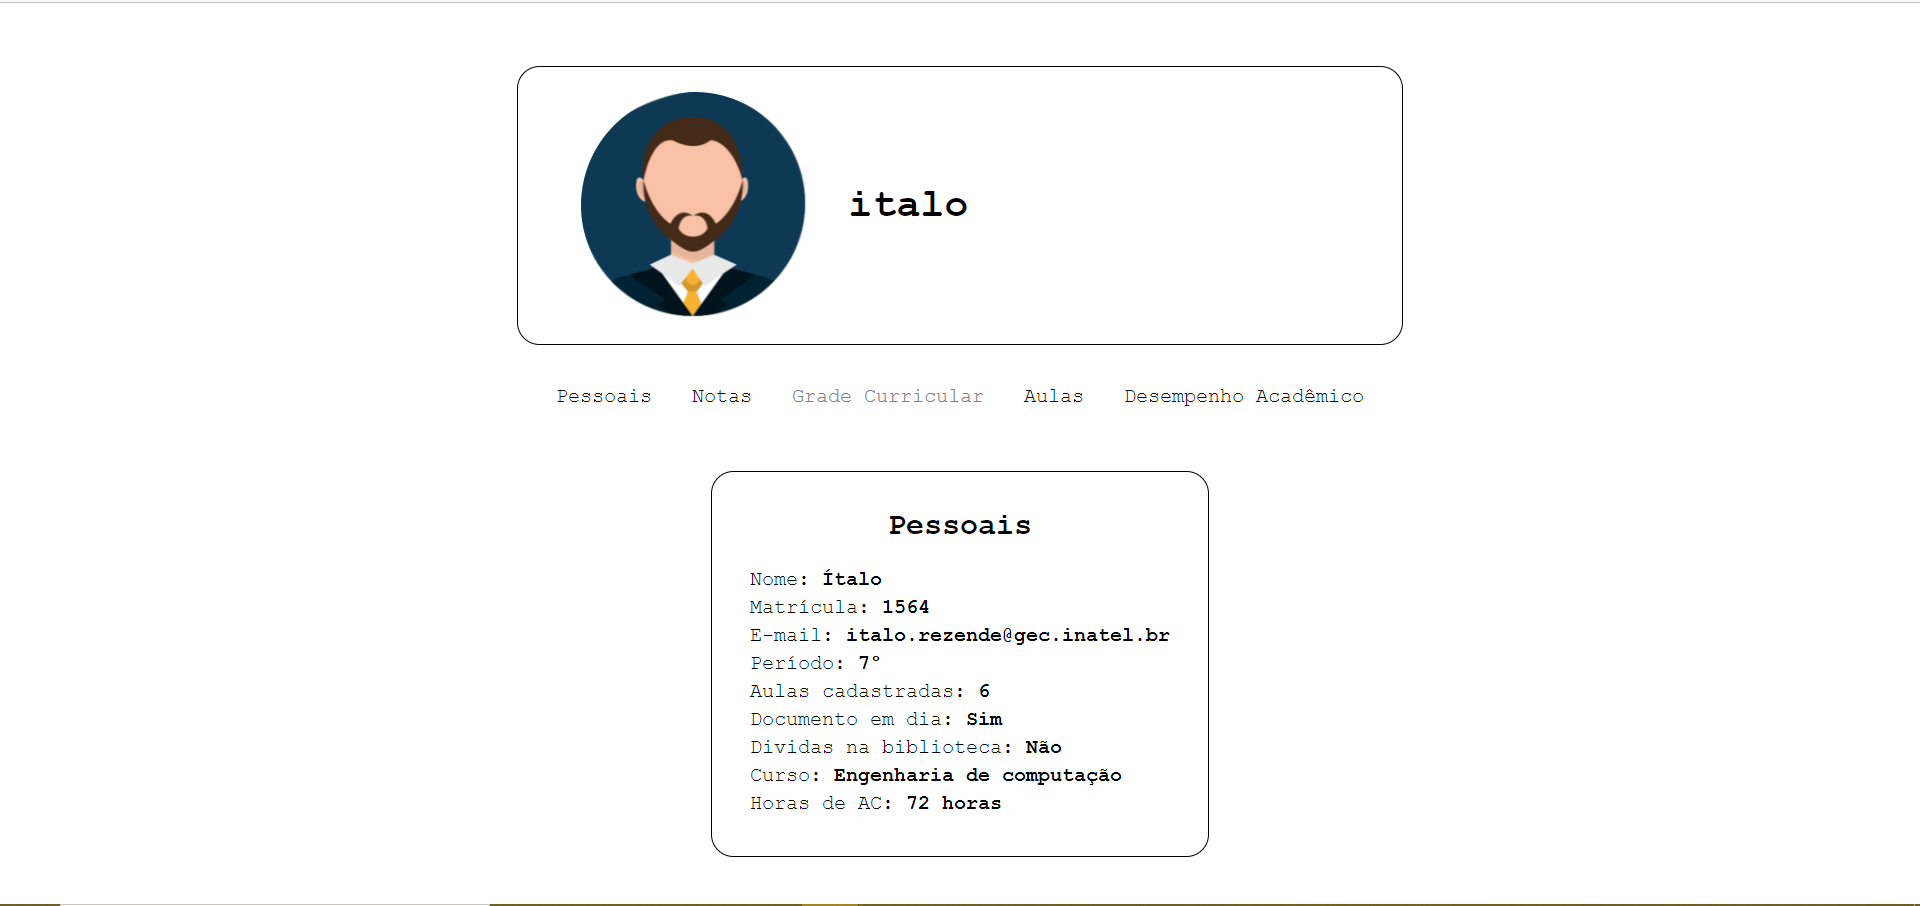 italo
Pessoais Notas Grade Curricular Aulas Desempenho Acadêmico
Pessoais
Nome: Ítalo
Matrícula: 1564
E-mail: italo.rezende@gec.inatel.br
Período: 7º
Aulas cadastradas: 6
Documento em dia: Sim
Dividas na biblioteca: Não
Curso: Engenharia de computação
Horas de AC: 72 horas